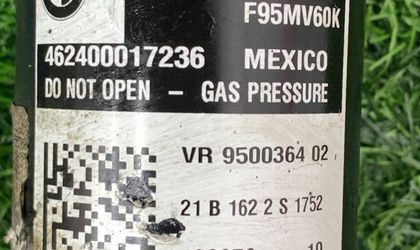 F95MV60K
462400017236 MEXICO
DO NOT OPEN – GAS PRESSURE
VR 9500364 02
21 B 162 2 S 1752